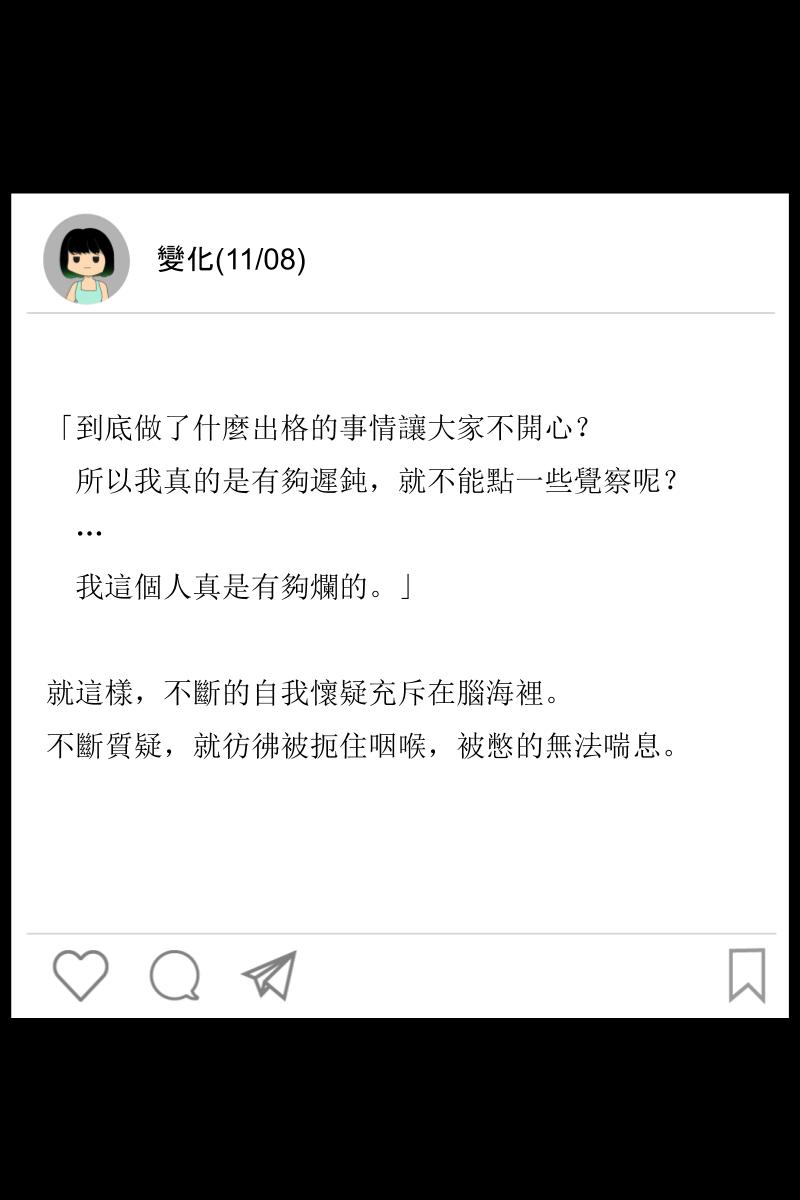 變化(11/08)
「到底做了什麼出格的事情讓大家不開心?
所以我真的是有夠遲鈍，就不能點一些覺察呢?
...
我這個人真是有夠爛的。」
就這樣，不斷的自我懷疑充斥在腦海裡。
不斷質疑，就彷彿被扼住咽喉，被憋的無法喘息。